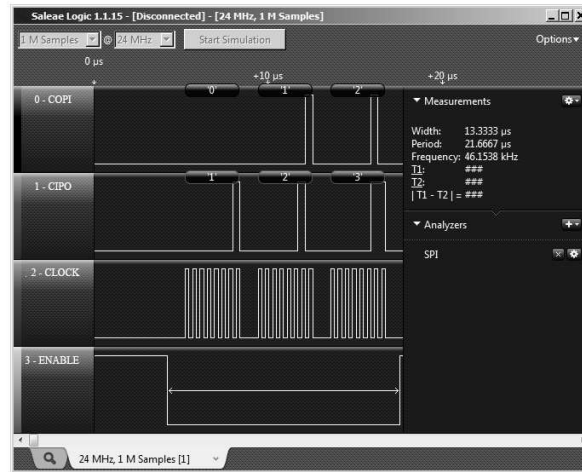 Saleae Logic 1.1.15 - [Disconnected] - [24 MHz, 1 M Samples]
1 M Samples @ 24 MHz Start Simulation Options
0 µs
+10 µs +20 µs
0 - COPI '0' '1' '2'
Measurements
Width: 13.3333 µs
Period: 21.6667 µs
Frequency: 46.1538 kHz
T1: ###
T2: ###
| T1 - T2 | = ###
1 - CIPO '1' '2' '3'
Analyzers
SPI
2 - CLOCK
3 - ENABLE
24 MHz, 1 M Samples [1]